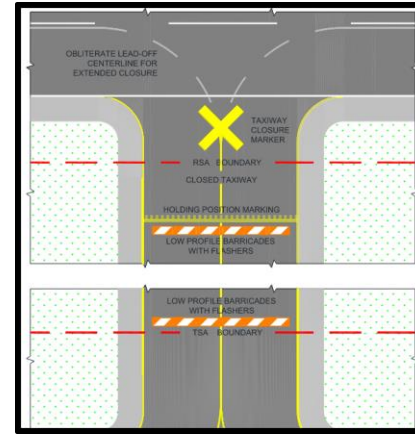 OBLITERATE LEAD-OFF
CENTERLINE FOR
EXTENDED CLOSURE
TAXIWAY
CLOSURE
MARKER
RSA BOUNDARY
CLOSED TAXIWAY
HOLDING POSITION MARKING
LOW PROFILE BARRICADES
WITH FLASHERS
LOW PROFILE BARRICADES
WITH FLASHERS
TSA BOUNDARY